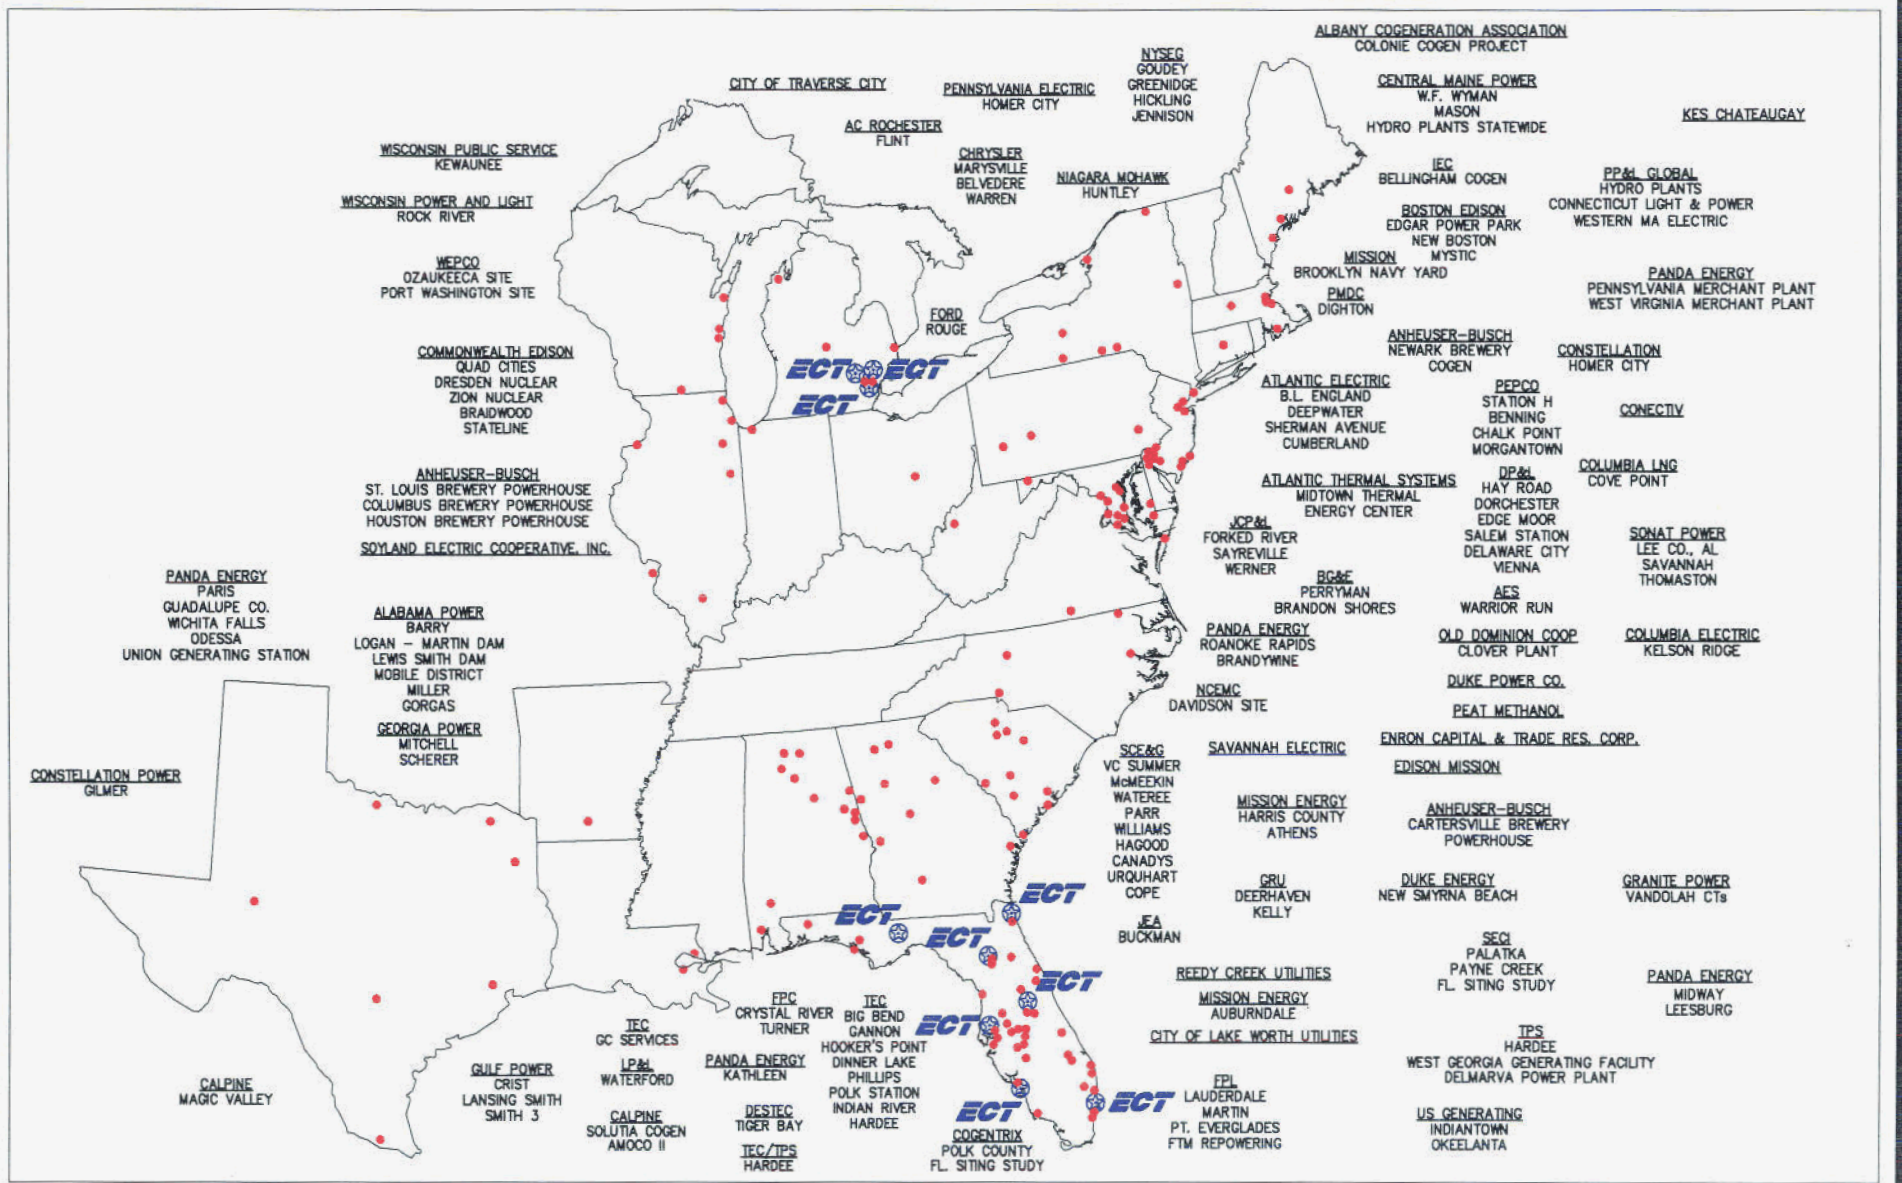 ALBANY COGENERATION ASSOCIATION
COLONIE COGEN PROJECT
NYSEG
GOUDEY
GREENIDGE
HICKLING
JENNISON
CITY OF TRAVERSE CITY
PENNSYLVANIA ELECTRIC
HOMER CITY
CENTRAL MAINE POWER
W.F. WYMAN
MASON
HYDRO PLANTS STATEWIDE
KES CHATEAUGAY
AC ROCHESTER
FLINT
WISCONSIN PUBLIC SERVICE
KEWAUNEE
CHRYSLER
MARYSVILLE
BELVEDERE
WARREN
NIAGARA MOHAWK
HUNTLEY
IEC
BELLINGHAM COGEN
PP&L GLOBAL
HYDRO PLANTS
CONNECTICUT LIGHT & POWER
WESTERN MA ELECTRIC
WISCONSIN POWER AND LIGHT
ROCK RIVER
BOSTON EDISON
EDGAR POWER PARK
NEW BOSTON
MYSTIC
MISSION
BROOKLYN NAVY YARD
WEPCO
OZAUKEECA SITE
PORT WASHINGTON SITE
PANDA ENERGY
PENNSYLVANIA MERCHANT PLANT
WEST VIRGINIA MERCHANT PLANT
PMDC
DIGHTON
FORD
ROUGE
ANHEUSER-BUSCH
NEWARK BREWERY
COGEN
CONSTELLATION
HOMER CITY
COMMONWEALTH EDISON
QUAD CITIES
DRESDEN NUCLEAR
ZION NUCLEAR
BRAIDWOOD
STATELINE
ECT
ECT
ECT
ATLANTIC ELECTRIC
B.L. ENGLAND
DEEPWATER
SHERMAN AVENUE
CUMBERLAND
PEPCO
STATION H
BENNING
CHALK POINT
MORGANTOWN
CONECTIV
ANHEUSER-BUSCH
ST. LOUIS BREWERY POWERHOUSE
COLUMBUS BREWERY POWERHOUSE
HOUSTON BREWERY POWERHOUSE
ATLANTIC THERMAL SYSTEMS
MIDTOWN THERMAL
ENERGY CENTER
DP&L
HAY ROAD
DORCHESTER
EDGE MOOR
SALEM STATION
DELAWARE CITY
VIENNA
COLUMBIA LNG
COVE POINT
SOYLAND ELECTRIC COOPERATIVE, INC.
JCP&L
FORKED RIVER
SAYREVILLE
WERNER
SONAT POWER
LEE CO., AL
SAVANNAH
THOMASTON
PANDA ENERGY
PARIS
GUADALUPE CO.
WICHITA FALLS
ODESSA
UNION GENERATING STATION
BG&E
PERRYMAN
BRANDON SHORES
AES
WARRIOR RUN
ALABAMA POWER
BARRY
LOGAN - MARTIN DAM
LEWIS SMITH DAM
MOBILE DISTRICT
MILLER
GORGAS
PANDA ENERGY
ROANOKE RAPIDS
BRANDYWINE
OLD DOMINION COOP
CLOVER PLANT
COLUMBIA ELECTRIC
KELSON RIDGE
DUKE POWER CO.
NCEMC
DAVIDSON SITE
PEAT METHANOL
GEORGIA POWER
MITCHELL
SCHERER
ENRON CAPITAL & TRADE RES. CORP.
SCE&G
VC SUMMER
McMEEKIN
WATEREE
PARR
WILLIAMS
HAGOOD
CANADYS
URQUHART
COPE
SAVANNAH ELECTRIC
EDISON MISSION
CONSTELLATION POWER
GILMER
MISSION ENERGY
HARRIS COUNTY
ATHENS
ANHEUSER-BUSCH
CARTERSVILLE BREWERY
POWERHOUSE
GRU
DEERHAVEN
KELLY
DUKE ENERGY
NEW SMYRNA BEACH
GRANITE POWER
VANDOLAH CTs
ECT
ECT
ECT
ECT
ECT
ECT
ECT
JEA
BUCKMAN
SECI
PALATKA
PAYNE CREEK
FL. SITING STUDY
REEDY CREEK UTILITIES
PANDA ENERGY
MIDWAY
LEESBURG
MISSION ENERGY
AUBURNDALE
FPC
CRYSTAL RIVER
TURNER
TEC
BIG BEND
GANNON
HOOKER'S POINT
DINNER LAKE
PHILLIPS
POLK STATION
INDIAN RIVER
HARDEE
CITY OF LAKE WORTH UTILITIES
TPS
HARDEE
WEST GEORGIA GENERATING FACILITY
DELMARVA POWER PLANT
TEC
GC SERVICES
LP&L
WATERFORD
PANDA ENERGY
KATHLEEN
GULF POWER
CRIST
LANSING SMITH
SMITH 3
CALPINE
MAGIC VALLEY
FPL
LAUDERDALE
MARTIN
PT. EVERGLADES
FTM REPOWERING
CALPINE
SOLUTIA COGEN
AMOCO II
DESTEC
TIGER BAY
US GENERATING
INDIANTOWN
OKEELANTA
COGENTRIX
POLK COUNTY
FL. SITING STUDY
TEC/TPS
HARDEE